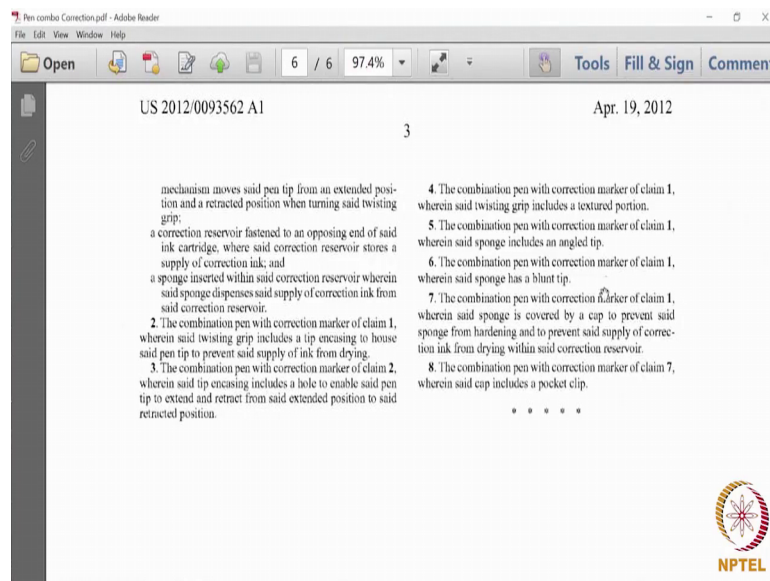 Pen combo Correction.pdf - Adobe Reader
File Edit View Window Help
Open 6 / 6 97.4% Tools Fill & Sign Commen
US 2012/0093562 A1 Apr. 19, 2012
3
mechanism moves said pen tip from an extended posi-
tion and a retracted position when turning said twisting
grip;
a correction reservoir fastened to an opposing end of said
ink cartridge, where said correction reservoir stores a
supply of correction ink; and
a sponge inserted within said correction reservoir wherein
said sponge dispenses said supply of correction ink from
said correction reservoir.
2. The combination pen with correction marker of claim 1,
wherein said twisting grip includes a tip encasing to house
said pen tip to prevent said supply of ink from drying.
3. The combination pen with correction marker of claim 2,
wherein said tip encasing includes a hole to enable said pen
tip to extend and retract from said extended position to said
retracted position.
4. The combination pen with correction marker of claim 1,
wherein said twisting grip includes a textured portion.
5. The combination pen with correction marker of claim 1,
wherein said sponge includes an angled tip.
6. The combination pen with correction marker of claim 1,
wherein said sponge has a blunt tip.
7. The combination pen with correction marker of claim 1,
wherein said sponge is covered by a cap to prevent said
sponge from hardening and to prevent said supply of correc-
tion ink from drying within said correction reservoir.
8. The combination pen with correction marker of claim 7,
wherein said cap includes a pocket clip.
* * * * *
NPTEL